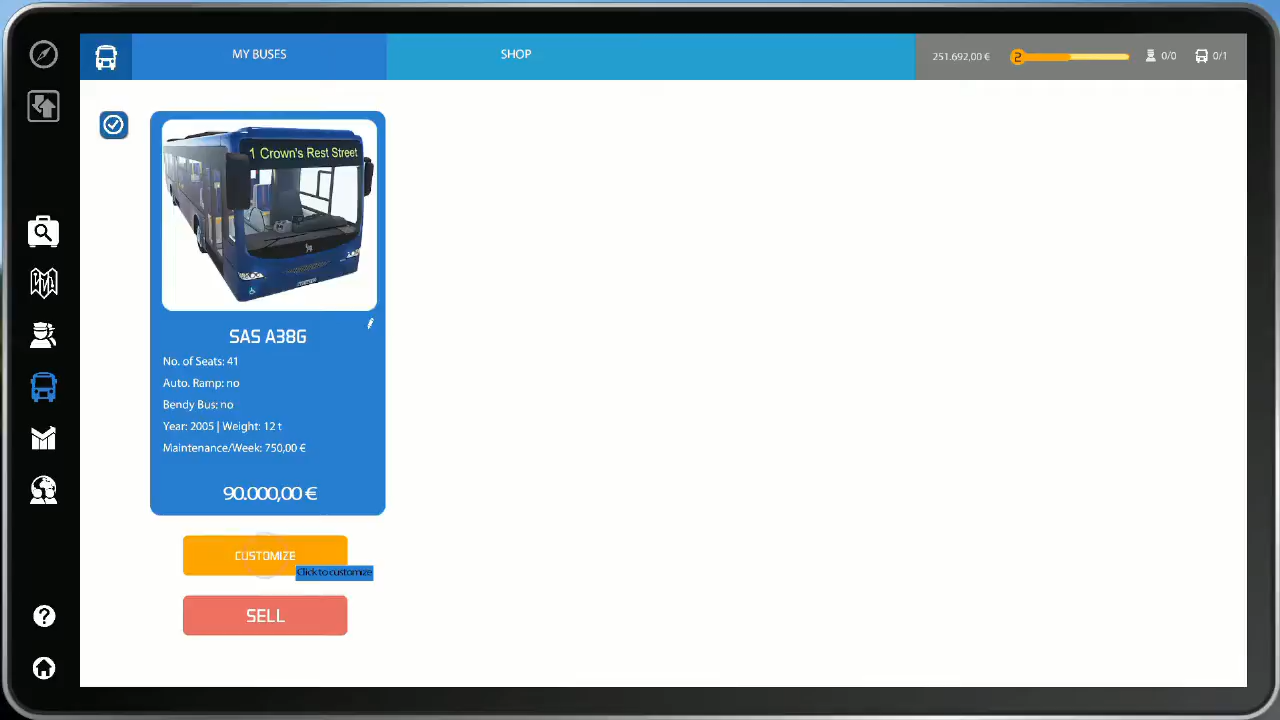 MY BUSES
SHOP
251.692,00 €
2
0/0
0/1
1 Crown's Rest Street
SAS A38G
No. of Seats: 41
Auto. Ramp: no
Bendy Bus: no
Year: 2005 | Weight: 12 t
Maintenance/Week: 750,00 €
90.000,00 €
CUSTOMIZE
Click to customize
SELL
?